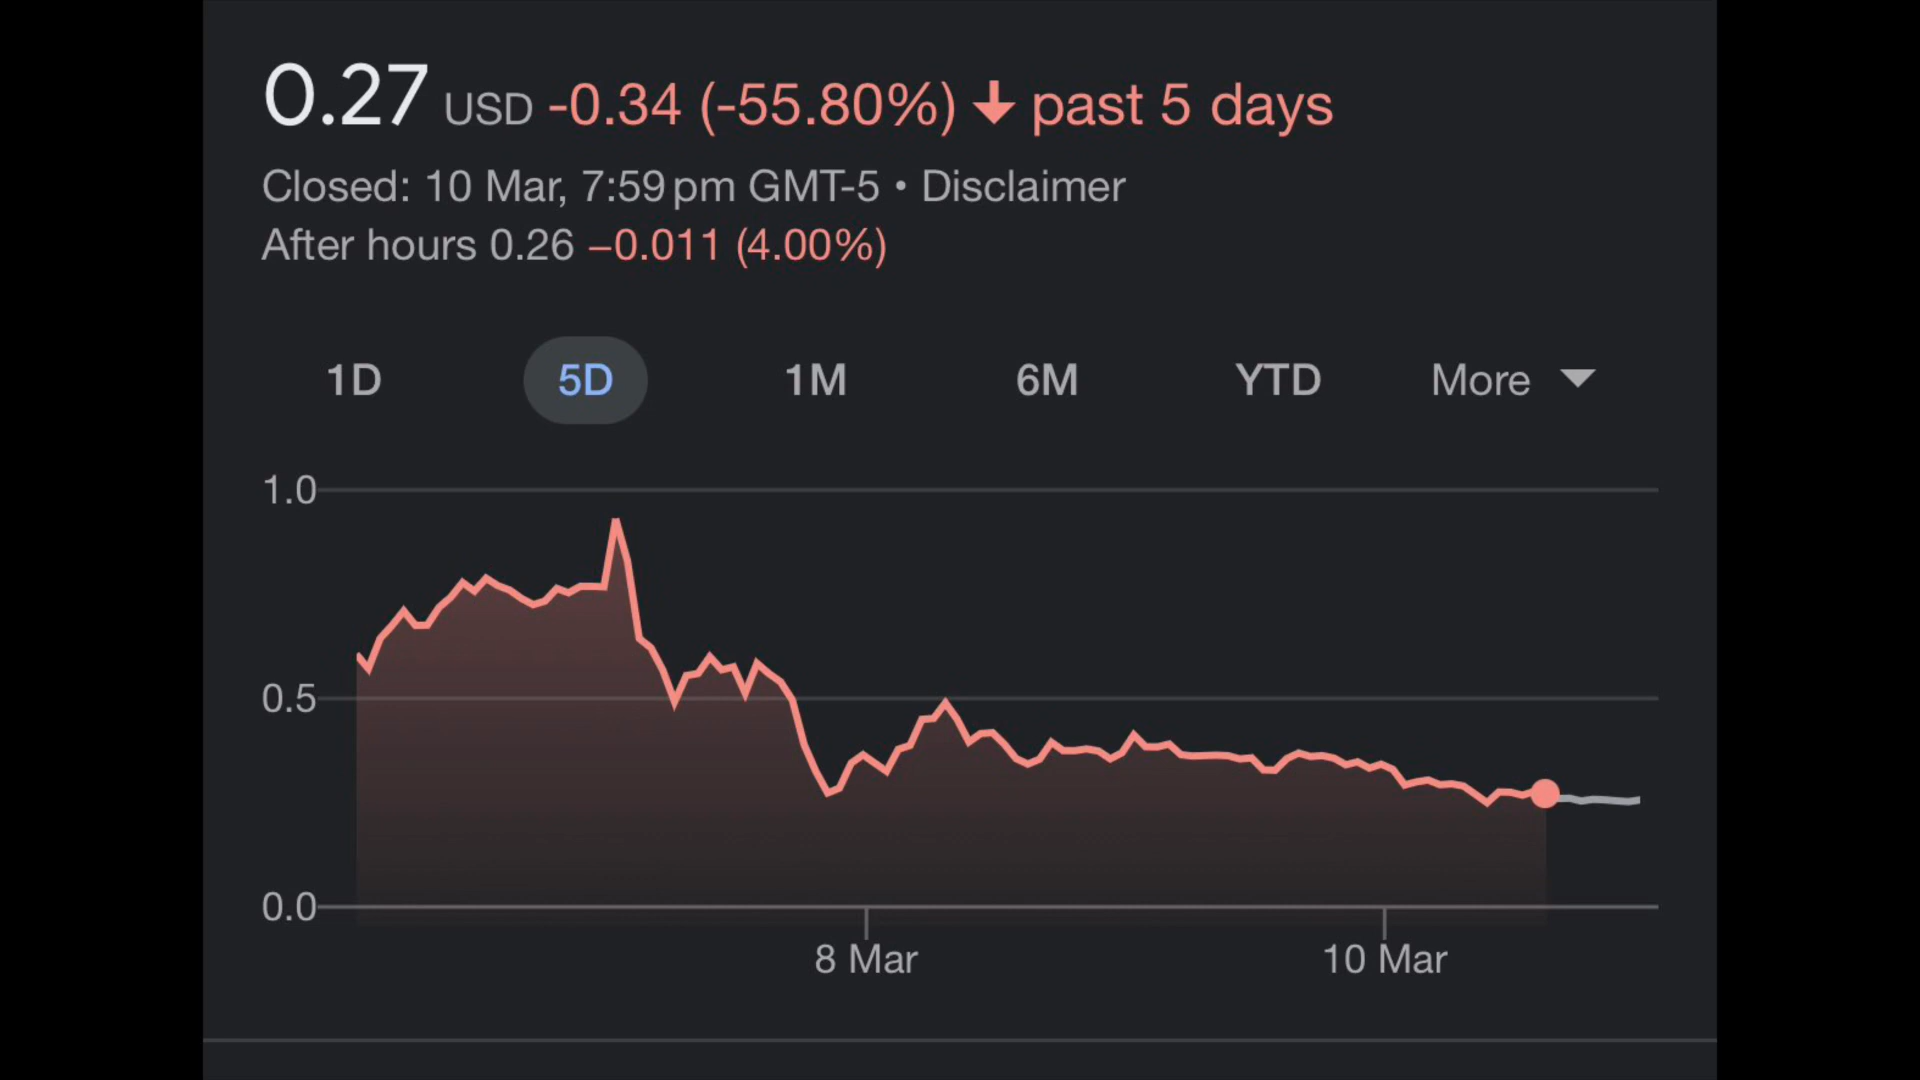 0.27 USD -0.34 (-55.80%) ↓ past 5 days
Closed: 10 Mar, 7:59 pm GMT-5 • Disclaimer
After hours 0.26 −0.011 (4.00%)
1D 5D 1M 6M YTD More
1.0
0.5
0.0
8 Mar 10 Mar